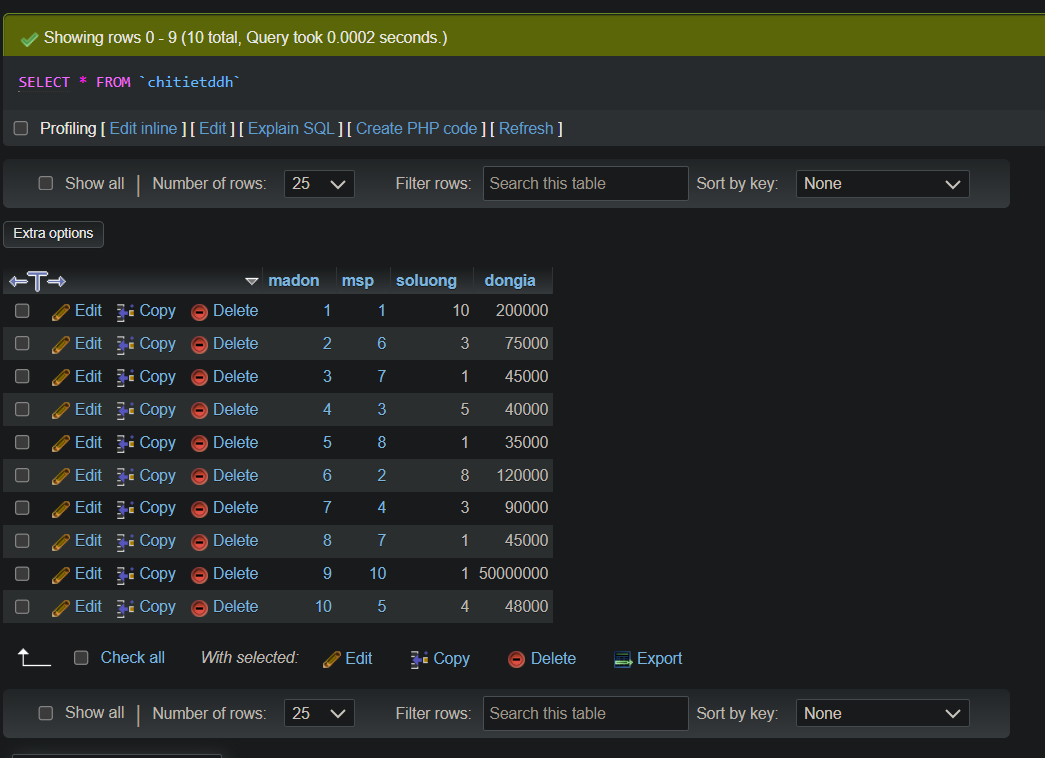 Showing rows 0 - 9 (10 total, Query took 0.0002 seconds.)
SELECT * FROM `chitietddh`
Profiling [ Edit inline ] [ Edit ] [ Explain SQL ] [ Create PHP code ] [ Refresh ]
Show all | Number of rows: 25 Filter rows: Search this table Sort by key: None
Extra options
madon msp soluong dongia
Edit Copy Delete 1 1 10 200000
Edit Copy Delete 2 6 3 75000
Edit Copy Delete 3 7 1 45000
Edit Copy Delete 4 3 5 40000
Edit Copy Delete 5 8 1 35000
Edit Copy Delete 6 2 8 120000
Edit Copy Delete 7 4 3 90000
Edit Copy Delete 8 7 1 45000
Edit Copy Delete 9 10 1 50000000
Edit Copy Delete 10 5 4 48000
Check all With selected: Edit Copy Delete Export
Show all | Number of rows: 25 Filter rows: Search this table Sort by key: None